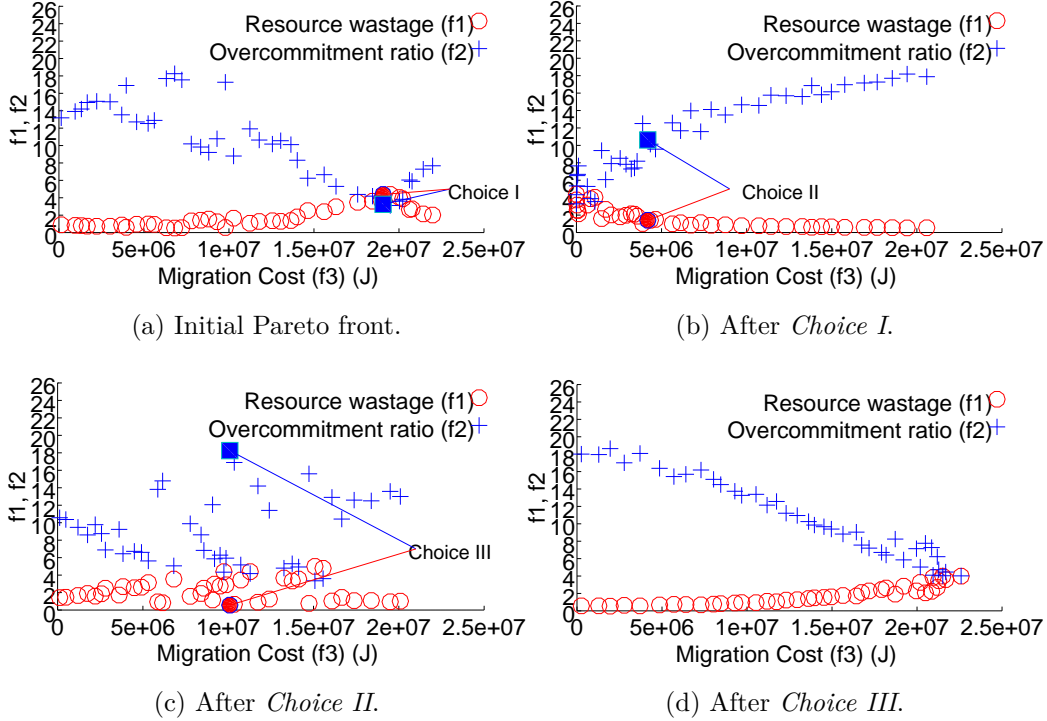 26
24
22
20
18
16
14
12
10
8
6
4
2
0
f1, f2
Resource wastage (f1)
Overcommitment ratio (f2)
Choice I
0 5e+06 1e+07 1.5e+07 2e+07 2.5e+07
Migration Cost (f3) (J)
(a) Initial Pareto front.
26
24
22
20
18
16
14
12
10
8
6
4
2
0
f1, f2
Resource wastage (f1)
Overcommitment ratio (f2)
Choice II
0 5e+06 1e+07 1.5e+07 2e+07 2.5e+07
Migration Cost (f3) (J)
(b) After Choice I.
26
24
22
20
18
16
14
12
10
8
6
4
2
0
f1, f2
Resource wastage (f1)
Overcommitment ratio (f2)
Choice III
0 5e+06 1e+07 1.5e+07 2e+07 2.5e+07
Migration Cost (f3) (J)
(c) After Choice II.
26
24
22
20
18
16
14
12
10
8
6
4
2
0
f1, f2
Resource wastage (f1)
Overcommitment ratio (f2)
0 5e+06 1e+07 1.5e+07 2e+07 2.5e+07
Migration Cost (f3) (J)
(d) After Choice III.